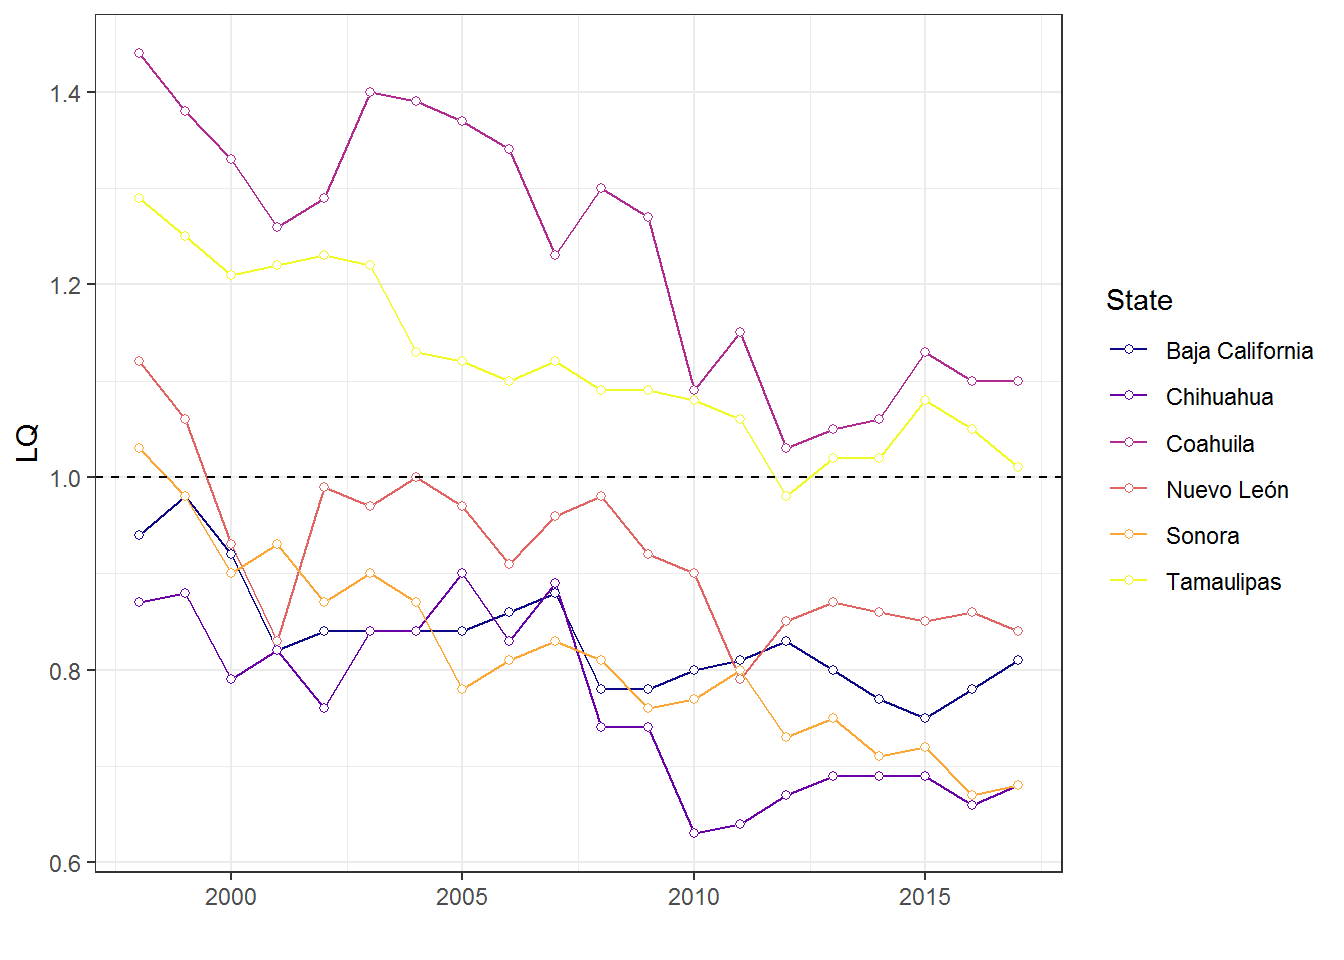 1.4
1.2
1.0
0.8
0.6
LQ
2000
2005
2010
2015
State
Baja California
Chihuahua
Coahuila
Nuevo León
Sonora
Tamaulipas